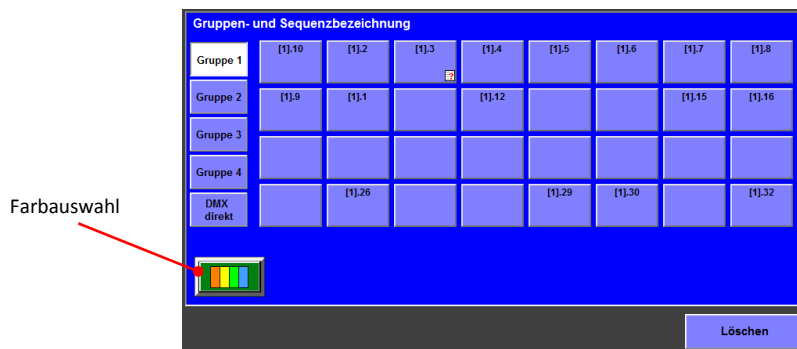 Gruppen- und Sequenzbezeichnung
Gruppe 1
[1].10 [1].2 [1].3 [1].4 [1].5 [1].6 [1].7 [1].8
?
Gruppe 2
[1].9 [1].1 [1].12 [1].15 [1].16
Gruppe 3
Gruppe 4
DMX
direkt
[1].26 [1].29 [1].30 [1].32
Farbauswahl
Löschen